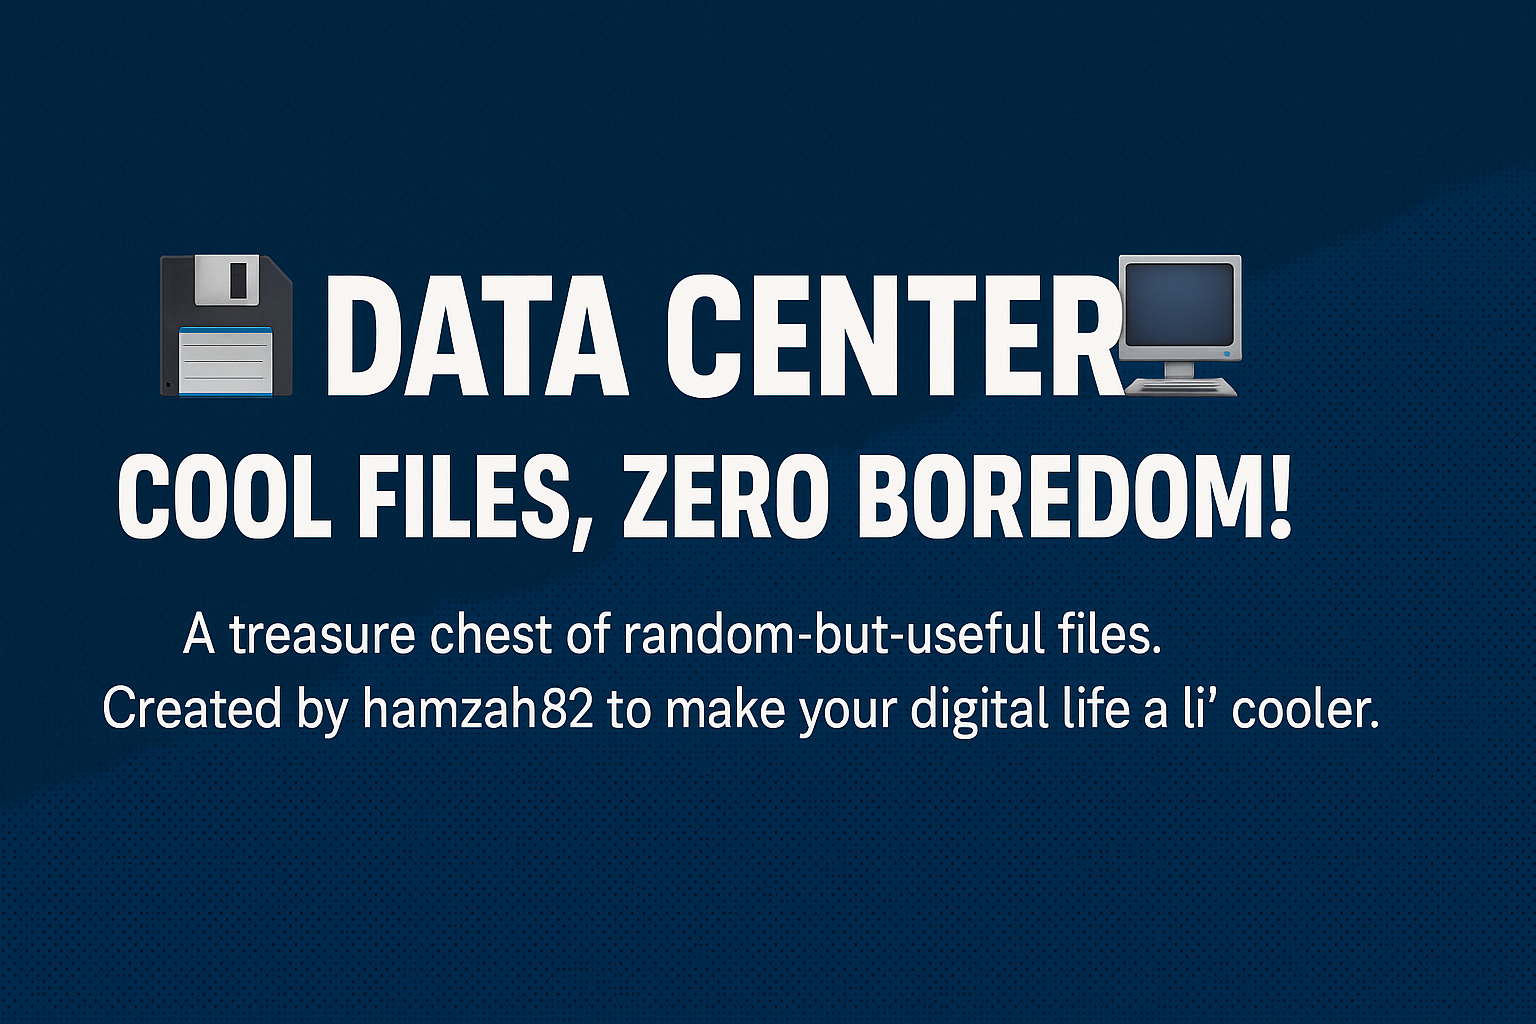 DATA CENTER
COOL FILES, ZERO BOREDOM!
A treasure chest of random-but-useful files.
Created by hamzah82 to make your digital life a li’ cooler.